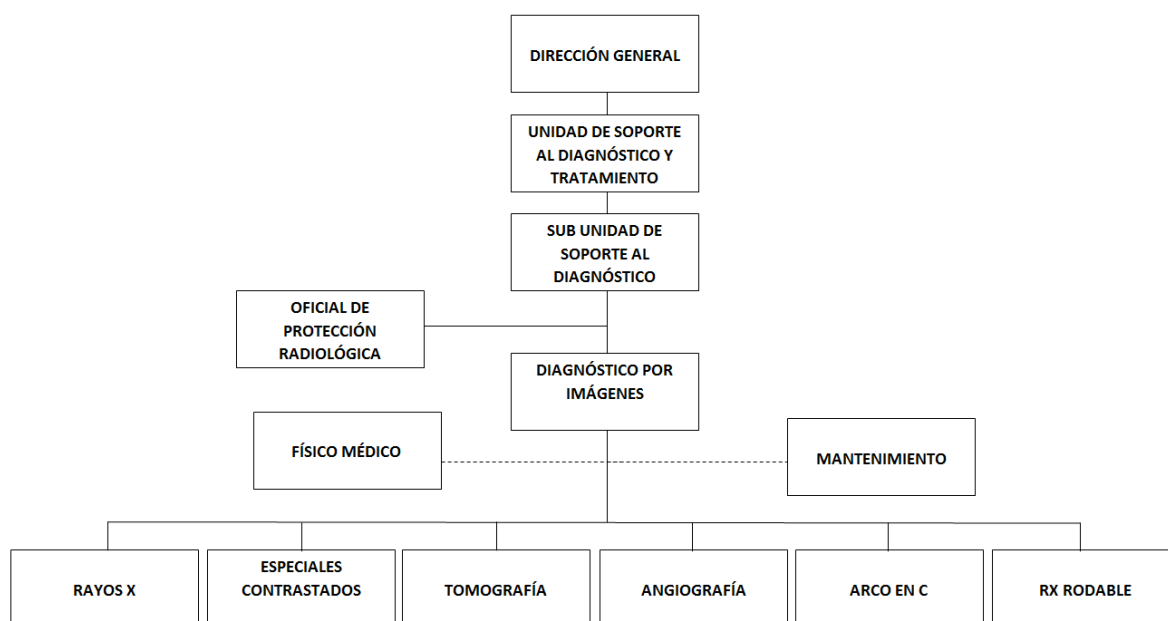 DIRECCIÓN GENERAL
UNIDAD DE SOPORTE
AL DIAGNÓSTICO Y
TRATAMIENTO
SUB UNIDAD DE
SOPORTE AL
DIAGNÓSTICO
OFICIAL DE
PROTECCIÓN
RADIOLÓGICA
DIAGNÓSTICO POR
IMÁGENES
FÍSICO MÉDICO
MANTENIMIENTO
RAYOS X
ESPECIALES
CONTRASTADOS
TOMOGRAFÍA
ANGIOGRAFÍA
ARCO EN C
RX RODABLE